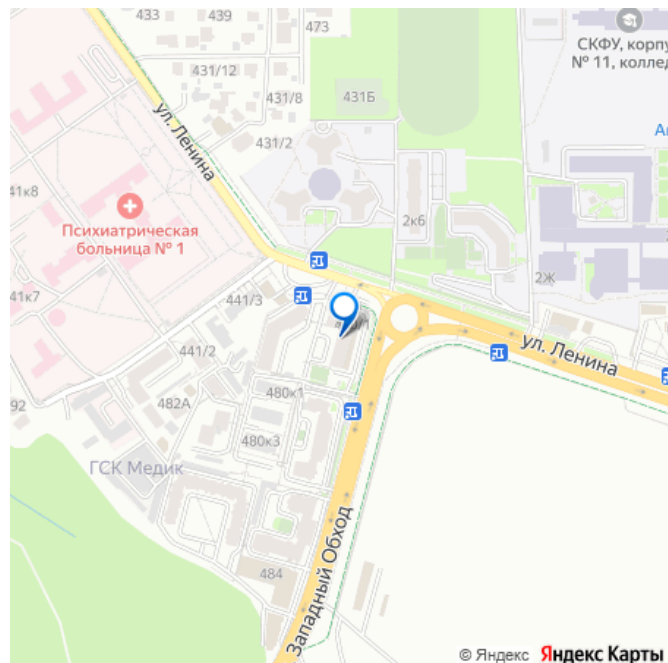 433
439
473
СКФУ, корпу
№ 11, коллед
431/12
431/8
431Б
ул. Ленина
431/2
41к8
Психиатрическая
больница № 1
2к6
2Ж
41к7
441/3
441/2
ул. Ленина
92
482А
480к1
480к3
ГСК Медик
484
Западный Обход
© Яндекс Яндекс Карты